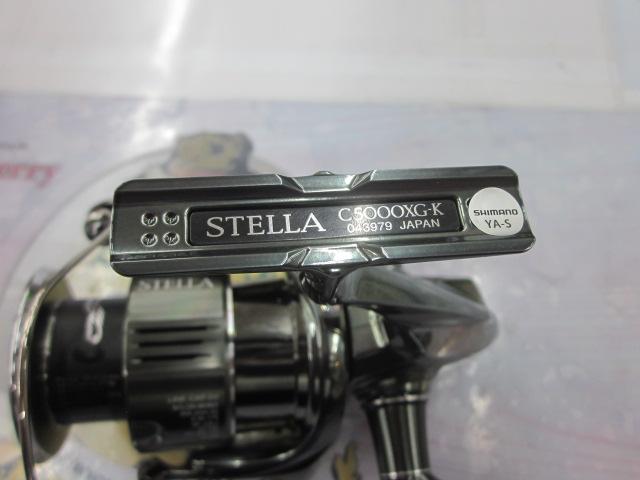 STELLA C5000XG-K
043979 JAPAN
SHIMANO
YA-S
STELLA